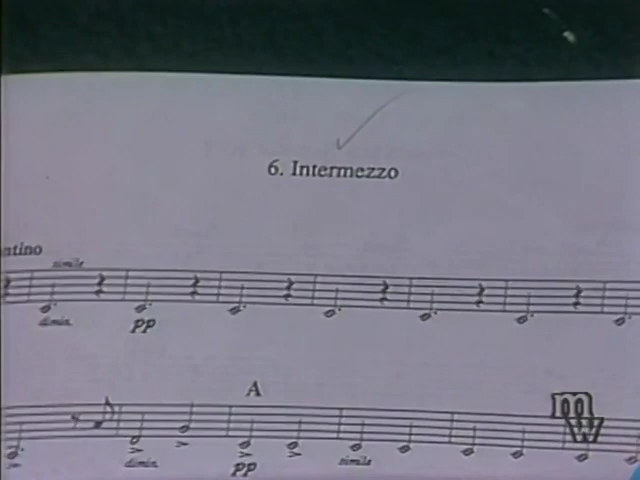 6. Intermezzo
ntino
simile
dimin.
pp
A
dimin.
pp
simile
m
W